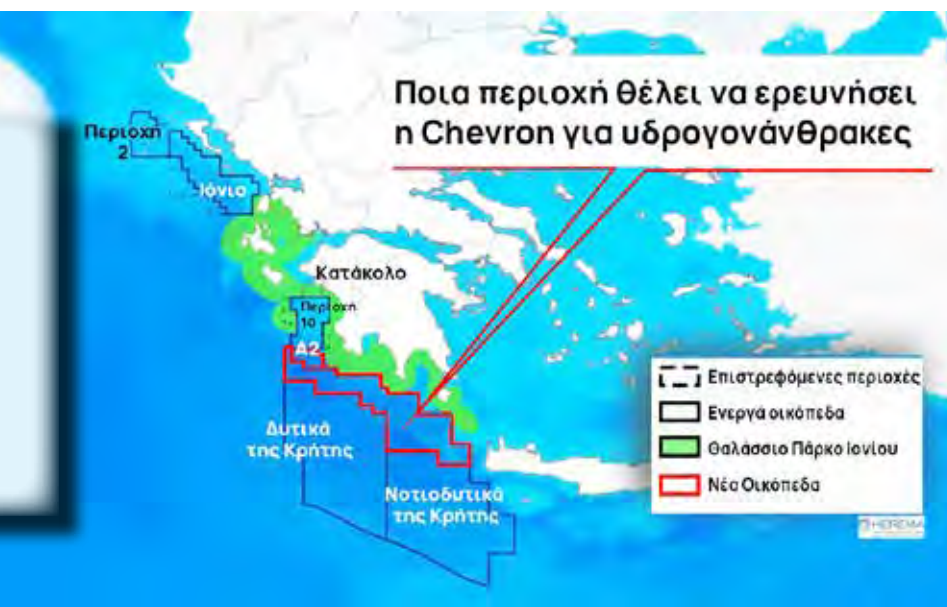 Ποια περιοχή θέλει να ερευνήσει
η Chevron για υδρογονάνθρακες
Περιοχή
2
Ιόνιο
Κατάκολο
Περιοχή
10
Α2
Δυτικά
της Κρήτης
Νοτιοδυτικά
της Κρήτης
Επιστρεφόμενες περιοχές
Ενεργά οικόπεδα
Θαλάσσιο Πάρκο Ιονίου
Νέα Οικόπεδα
HEREMA